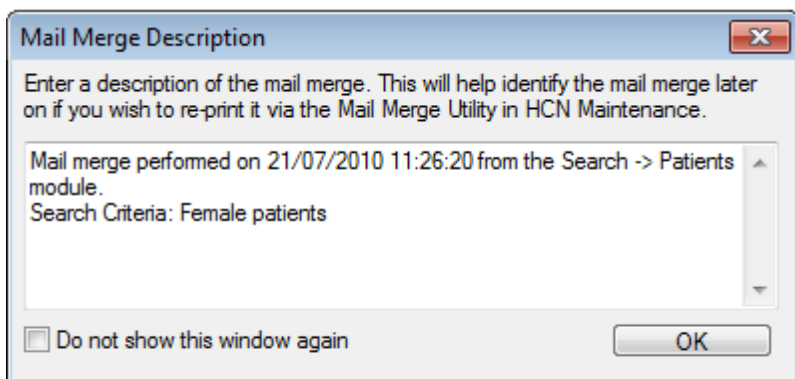 Mail Merge Description
Enter a description of the mail merge. This will help identify the mail merge later
on if you wish to re-print it via the Mail Merge Utility in HCN Maintenance.
Mail merge performed on 21/07/2010 11:26:20 from the Search -> Patients
module.
Search Criteria: Female patients
Do not show this window again
OK